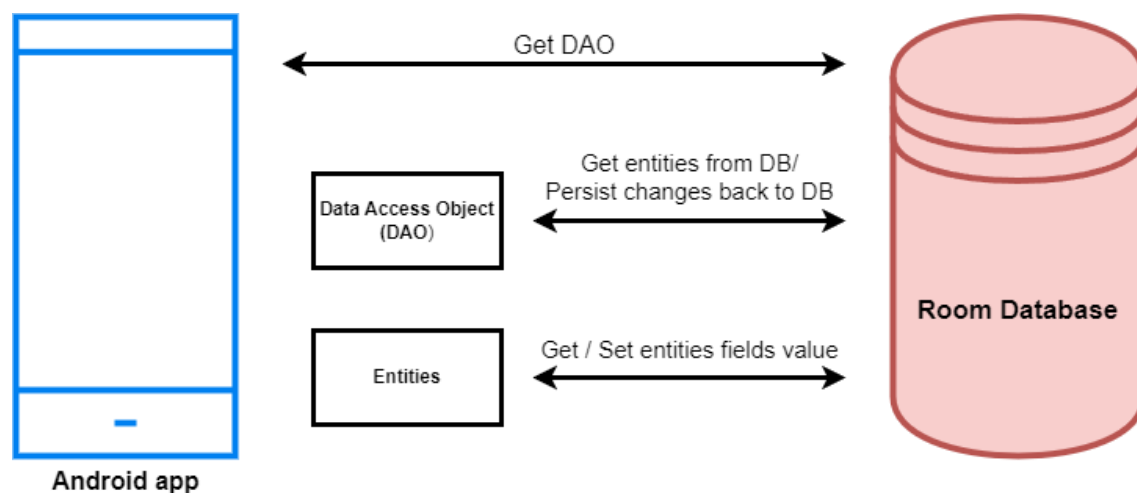 Get DAO
Get entities from DB/
Persist changes back to DB
Data Access Object
(DAO)
Room Database
Get / Set entities fields value
Entities
Android app